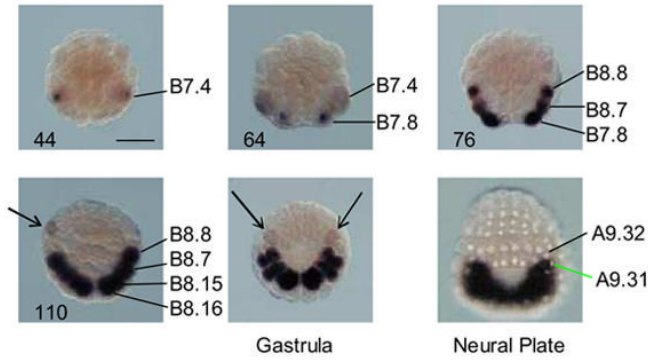 44
B7.4
64
B7.4
B7.8
76
B8.8
B8.7
B7.8
110
B8.8
B8.7
B8.15
B8.16
Gastrula
A9.32
A9.31
Neural Plate